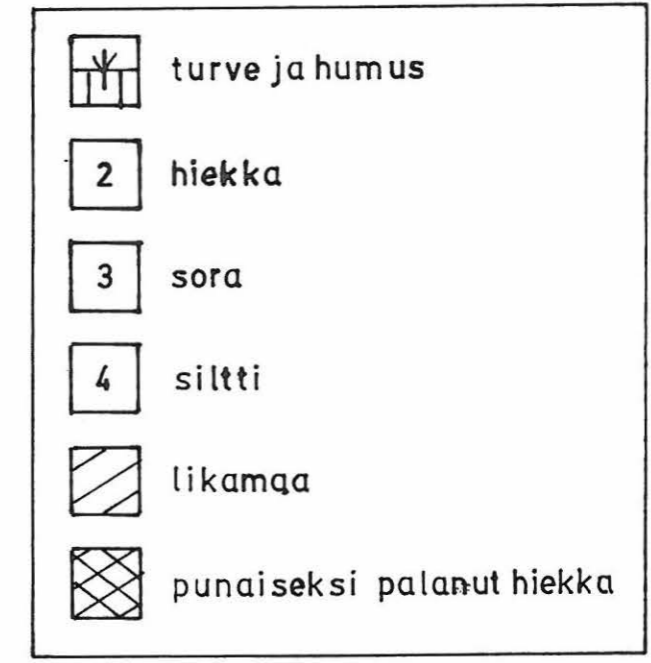 turve ja humus
2 hiekka
3 sora
4 siltti
likamaa
punaiseksi palanut hiekka